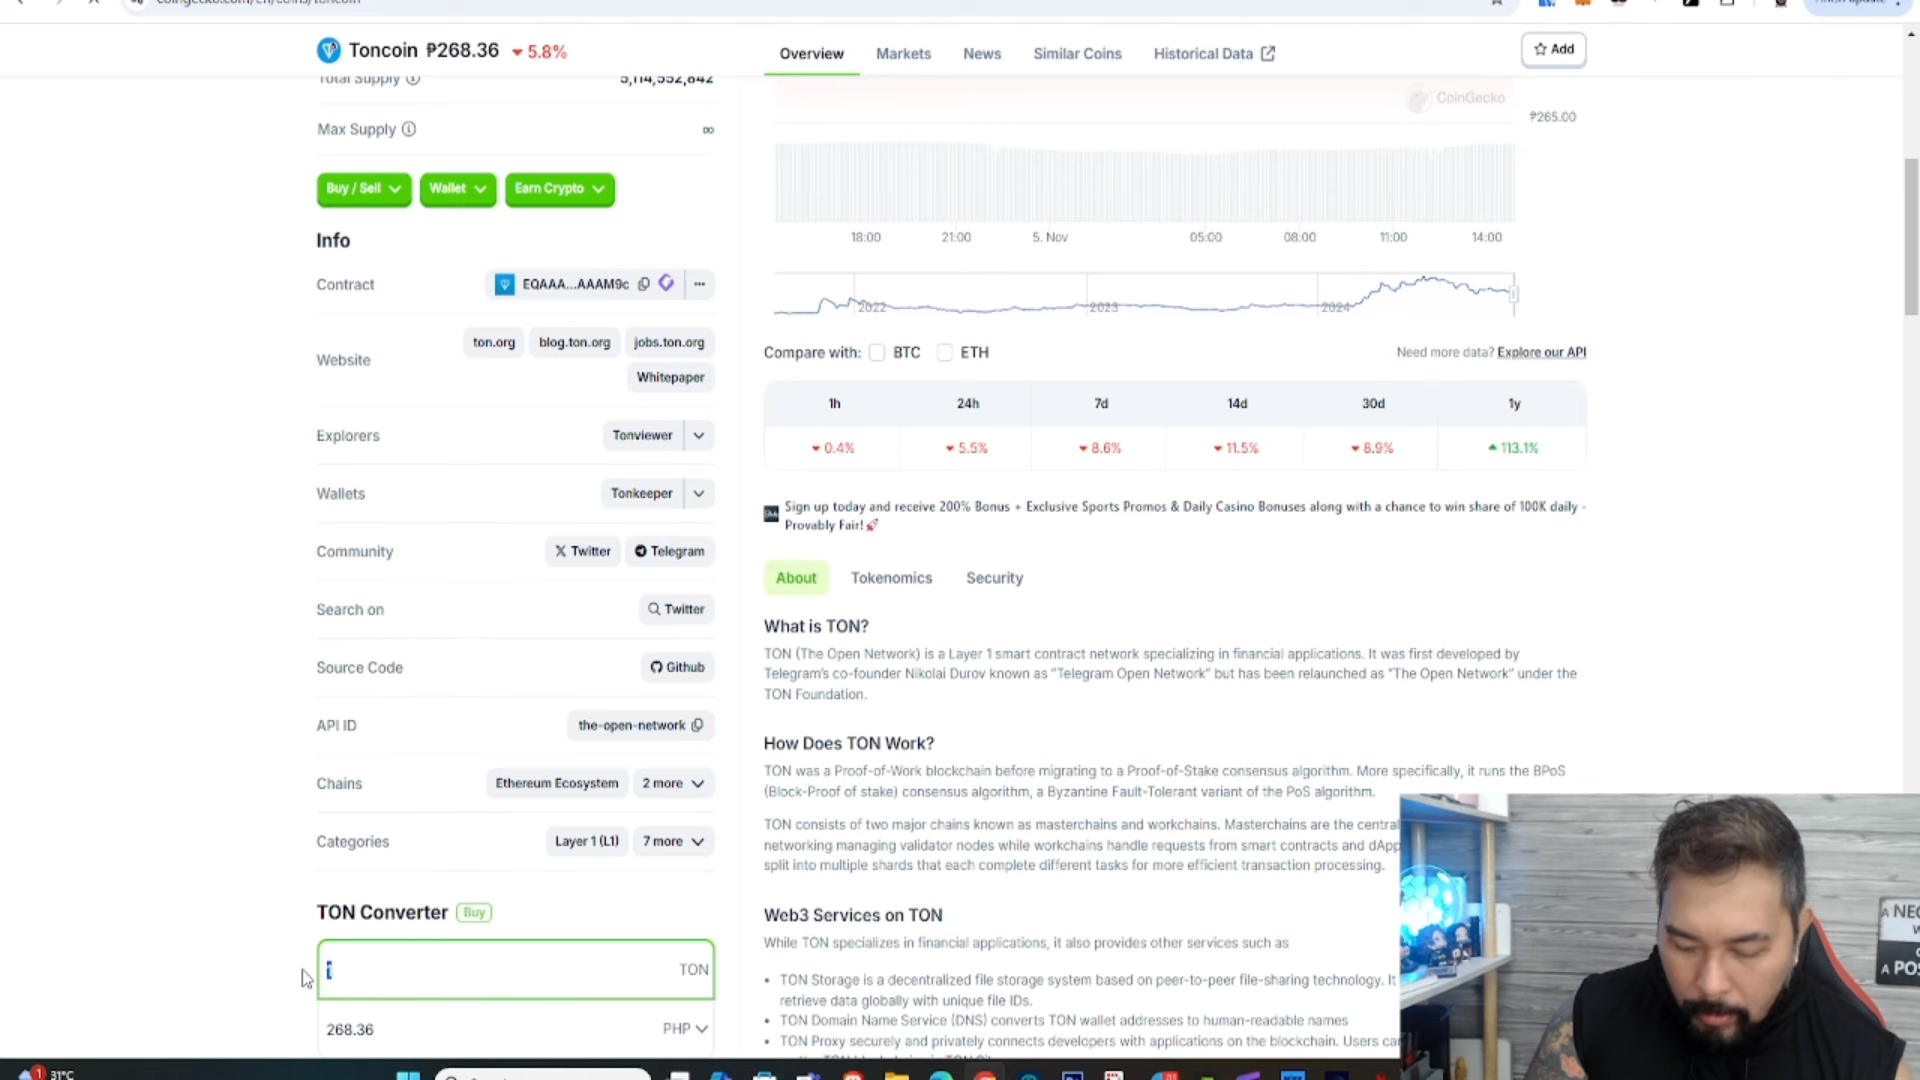 coingecko.com/en/coins/toncoin
Toncoin ₱268.36 5.8%
Overview Markets News Similar Coins Historical Data
Add
Total Supply 5,114,552,842
Max Supply ∞
Buy / Sell Wallet Earn Crypto
Info
Contract EQAAA...AAAM9c
Website ton.org blog.ton.org jobs.ton.org
Whitepaper
Explorers Tonviewer
Wallets Tonkeeper
Community Twitter Telegram
Search on Twitter
Source Code Github
API ID the-open-network
Chains Ethereum Ecosystem 2 more
Categories Layer 1 (L1) 7 more
TON Converter Buy
1 TON
268.36 PHP
CoinGecko
₱265.00
18:00 21:00 5. Nov 05:00 08:00 11:00 14:00
2022 2023 2024
Compare with: BTC ETH Need more data? Explore our API
1h 24h 7d 14d 30d 1y
0.4% 5.5% 8.6% 11.5% 8.9% 113.1%
Sign up today and receive 200% Bonus + Exclusive Sports Promos & Daily Casino Bonuses along with a chance to win share of 100K daily -
Provably Fair!🚀
About Tokenomics Security
What is TON?
TON (The Open Network) is a Layer 1 smart contract network specializing in financial applications. It was first developed by
Telegram's co-founder Nikolai Durov known as "Telegram Open Network" but has been relaunched as "The Open Network" under the
TON Foundation.
How Does TON Work?
TON was a Proof-of-Work blockchain before migrating to a Proof-of-Stake consensus algorithm. More specifically, it runs the BPoS
(Block-Proof of stake) consensus algorithm, a Byzantine Fault-Tolerant variant of the PoS algorithm.
TON consists of two major chains known as masterchains and workchains. Masterchains are the central
networking managing validator nodes while workchains handle requests from smart contracts and dApp
split into multiple shards that each complete different tasks for more efficient transaction processing.
Web3 Services on TON
While TON specializes in financial applications, it also provides other services such as
• TON Storage is a decentralized file storage system based on peer-to-peer file-sharing technology. It
retrieve data globally with unique file IDs.
• TON Domain Name Service (DNS) converts TON wallet addresses to human-readable names
• TON Proxy securely and privately connects developers with applications on the blockchain. Users can
A NEG
A POS
1 31°C